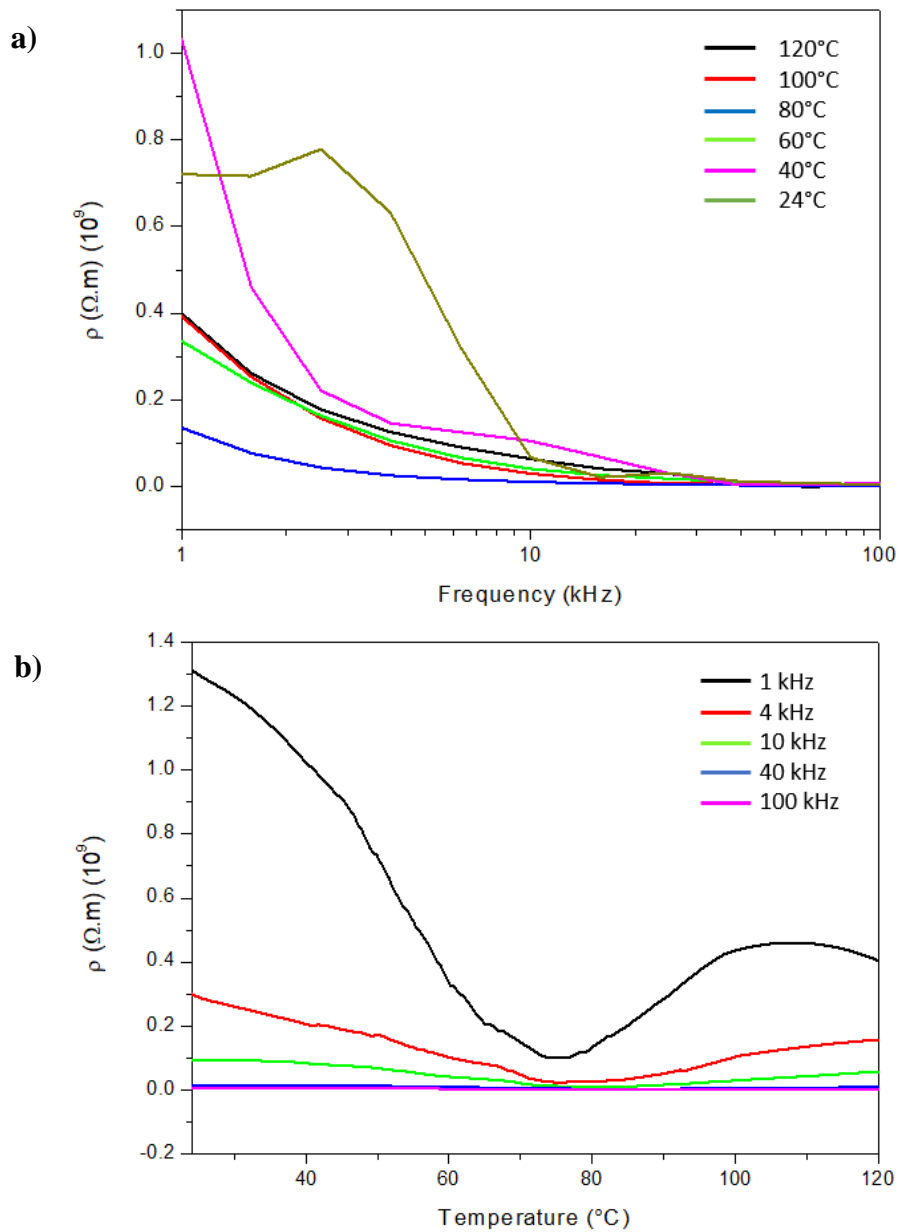 a)
ρ (Ω.m) (10⁹)
1.0
0.8
0.6
0.4
0.2
0.0
120°C
100°C
80°C
60°C
40°C
24°C
1 10 100
Frequency (kHz)
b)
ρ (Ω.m) (10⁹)
1.4
1.2
1.0
0.8
0.6
0.4
0.2
0.0
-0.2
1 kHz
4 kHz
10 kHz
40 kHz
100 kHz
40 60 80 100 120
Temperature (°C)